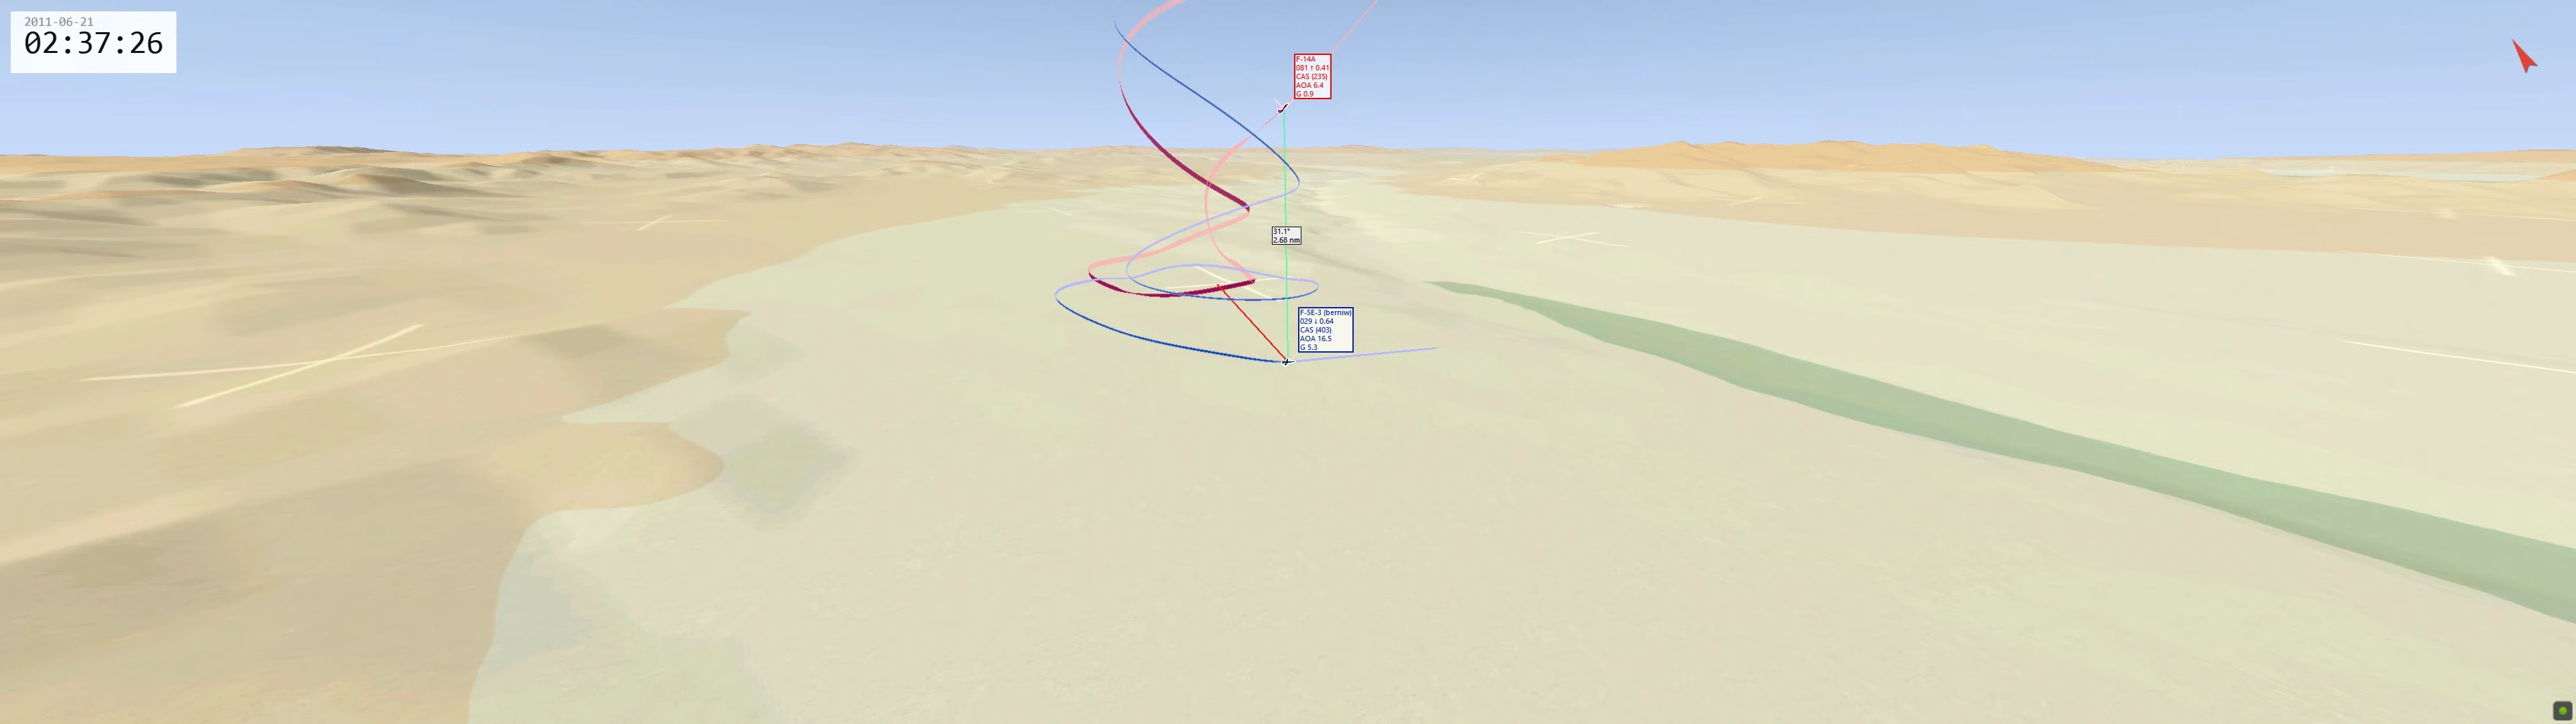 2011-06-21
02:37:26
F-14A
081 ↑ 0.41
CAS (235)
AOA 6.4
G 0.9
31.1°
2.68 nm
F-5E-3 (berniw)
029 ↓ 0.64
CAS (403)
AOA 16.5
G 5.3